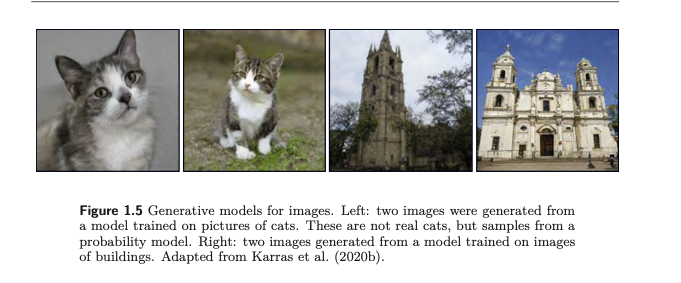 Figure 1.5 Generative models for images. Left: two images were generated from
a model trained on pictures of cats. These are not real cats, but samples from a
probability model. Right: two images generated from a model trained on images
of buildings. Adapted from Karras et al. (2020b).